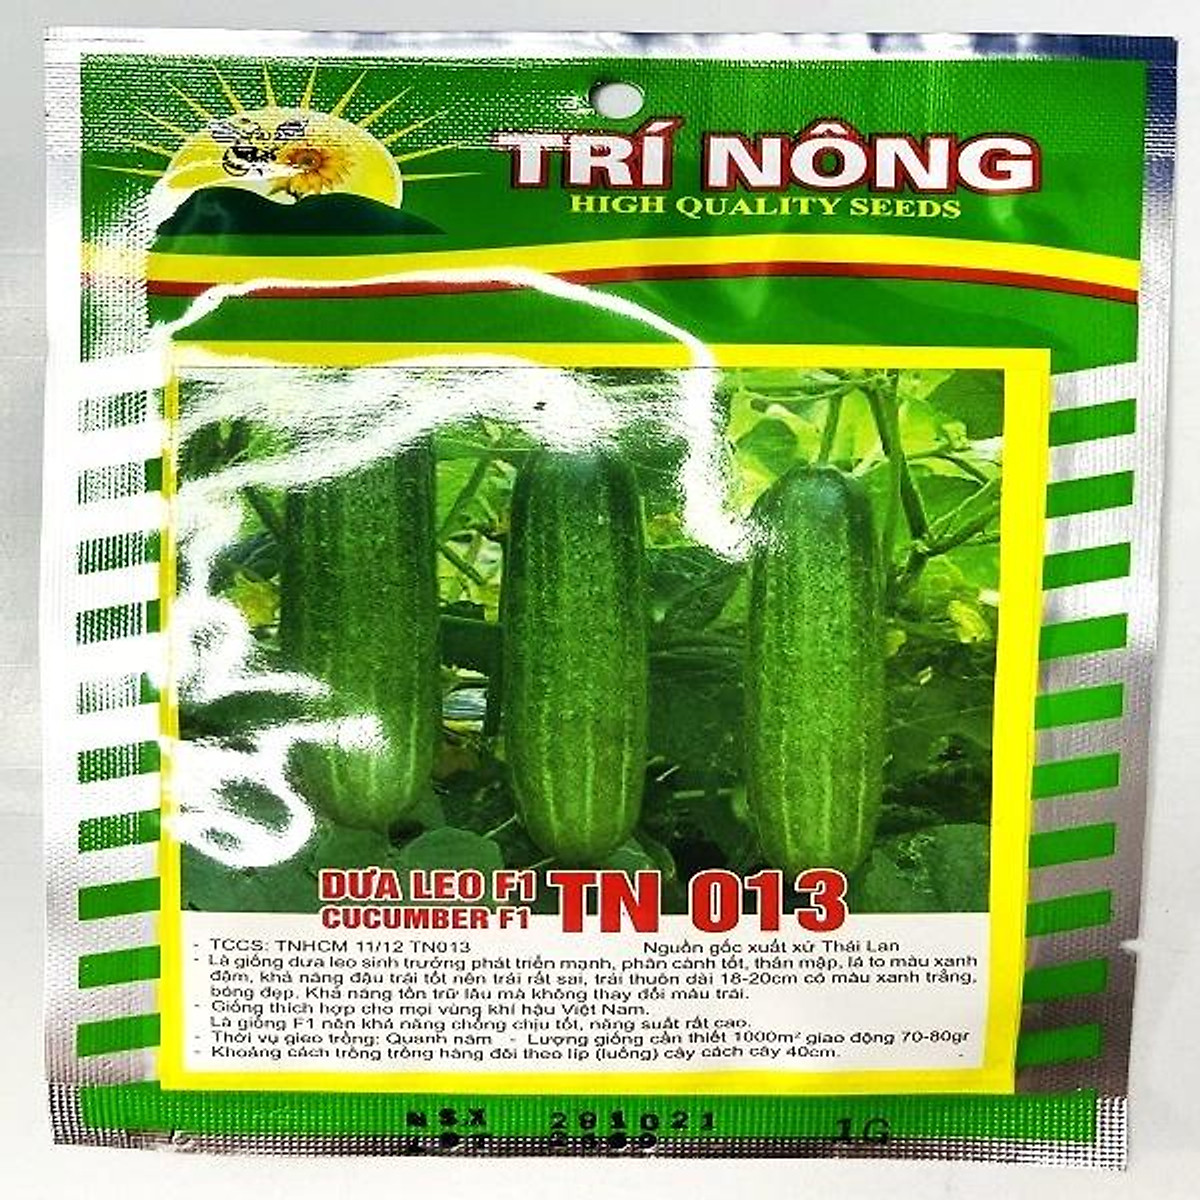 TRÍ NÔNG
HIGH QUALITY SEEDS
DƯA LEO F1 TN 013
CUCUMBER F1
- TCCS: TNHCM 11/12 TN013 Nguồn gốc xuất xứ Thái Lan
- Là giống dưa leo sinh trưởng phát triển mạnh, phân cành tốt, thân mập, lá to màu xanh
đậm, khả năng đậu trái tốt nên trái rất sai, trái thuôn dài 18-20cm có màu xanh trắng,
bóng đẹp. Khả năng tồn trữ lâu mà không thay đổi màu trái.
- Giống thích hợp cho mọi vùng khí hậu Việt Nam.
Là giống F1 nên khả năng chống chịu tốt, năng suất rất cao.
- Thời vụ gieo trồng: Quanh năm - Lượng giống cần thiết 1000m² giao động 70-80gr
- Khoảng cách trồng trồng hàng đôi theo líp (luống) cây cách cây 40cm.
NSX 281021 1G